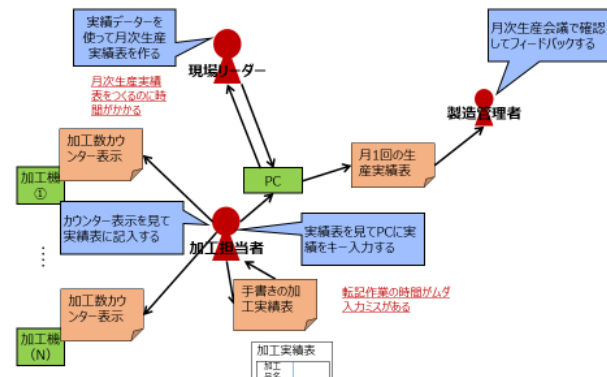 実績データーを
使って月次生産
実績表を作る
現場リーダー
月次生産実績
表をつくるのに時
間がかかる
月次生産会議で確認
してフィードバックする
製造管理者
加工数カウ
ンター表示
加工機
①
PC
月1回の生
産実績表
カウンター表示を見て
実績表に記入する
加工担当者
実績表を見てPCに実
績をキー入力する
⋮
加工数カウ
ンター表示
加工機
(N)
手書きの加
工実績表
転記作業の時間がムダ
入力ミスがある
加工実績表
加工
品名